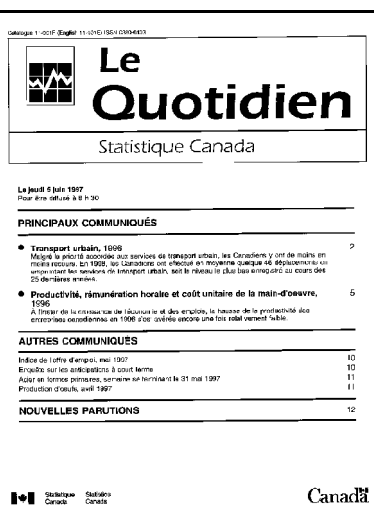 Catalogue 11-001F (English 11-001E) ISSN 0380-6103
Le
Quotidien
Statistique Canada
Le jeudi 5 juin 1997
Pour être diffusé à 8 h 30
PRINCIPAUX COMMUNIQUÉS
● Transport urbain, 1996 2
Malgré la priorité accordée aux services de transport urbain, les Canadiens y ont de moins en
moins recours. En 1996, les Canadiens ont effectué en moyenne quelque 46 déplacements en
empruntant les services de transport urbain, soit le niveau le plus bas enregistré au cours des
25 dernières années.
● Productivité, rémunération horaire et coût unitaire de la main-d'oeuvre, 5
1996
À l'instar de la croissance de l'économie et des emplois, la hausse de la productivité des
entreprises canadiennes en 1996 s'est avérée encore une fois relativement faible.
AUTRES COMMUNIQUÉS
Indice de l'offre d'emploi, mai 1997 10
Enquête sur les anticipations à court terme 10
Acier en formes primaires, semaine se terminant le 31 mai 1997 11
Production d'oeufs, avril 1997 11
NOUVELLES PARUTIONS 12
Statistique Statistics
Canada Canada
Canada